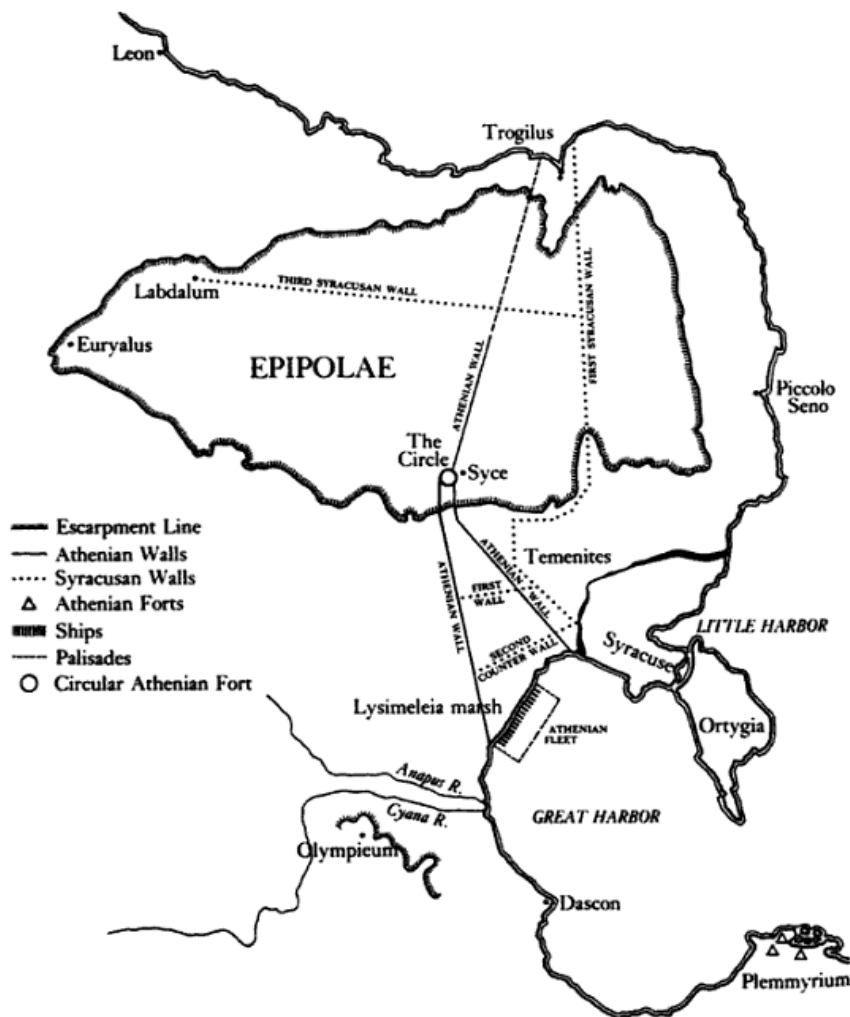 Leon
Trogilus
THIRD SYRACUSAN WALL
Labdalum
FIRST SYRACUSAN WALL
Euryalus
EPIPOLAE
ATHENIAN WALL
Piccolo
Seno
The
Circle
Syce
Escarpment Line
Athenian Walls
Syracusan Walls
Athenian Forts
Ships
Palisades
Circular Athenian Fort
Temenites
ATHENIAN WALL
ATHENIAN WALL
FIRST
WALL
SECOND
COUNTER WALL
LITTLE HARBOR
Syracuse
Lysimeleia marsh
ATHENIAN
FLEET
Ortygia
Anapus R.
Cyana R.
GREAT HARBOR
Olympieum
Dascon
Plemmyrium